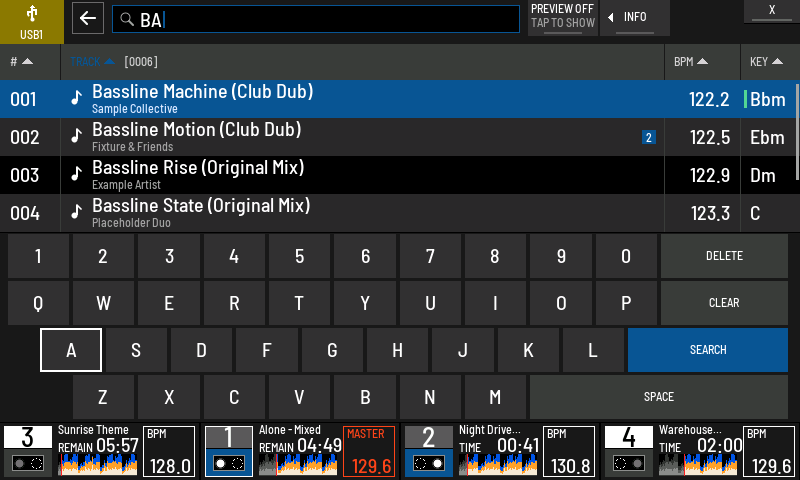 USB1
BA
PREVIEW OFF
TAP TO SHOW
INFO
X
# TRACK [0006] BPM KEY
001 Bassline Machine (Club Dub) 122.2 Bbm
Sample Collective
002 Bassline Motion (Club Dub) 2 122.5 Ebm
Fixture & Friends
003 Bassline Rise (Original Mix) 122.9 Dm
Example Artist
004 Bassline State (Original Mix) 123.3 C
Placeholder Duo
1 2 3 4 5 6 7 8 9 0 DELETE
Q W E R T Y U I O P CLEAR
A S D F G H J K L SEARCH
Z X C V B N M SPACE
3 Sunrise Theme BPM
REMAIN 05:57 128.0
1 Alone - Mixed MASTER
REMAIN 04:49 129.6
2 Night Drive... BPM
TIME 00:41 130.8
4 Warehouse... BPM
TIME 02:00 129.6